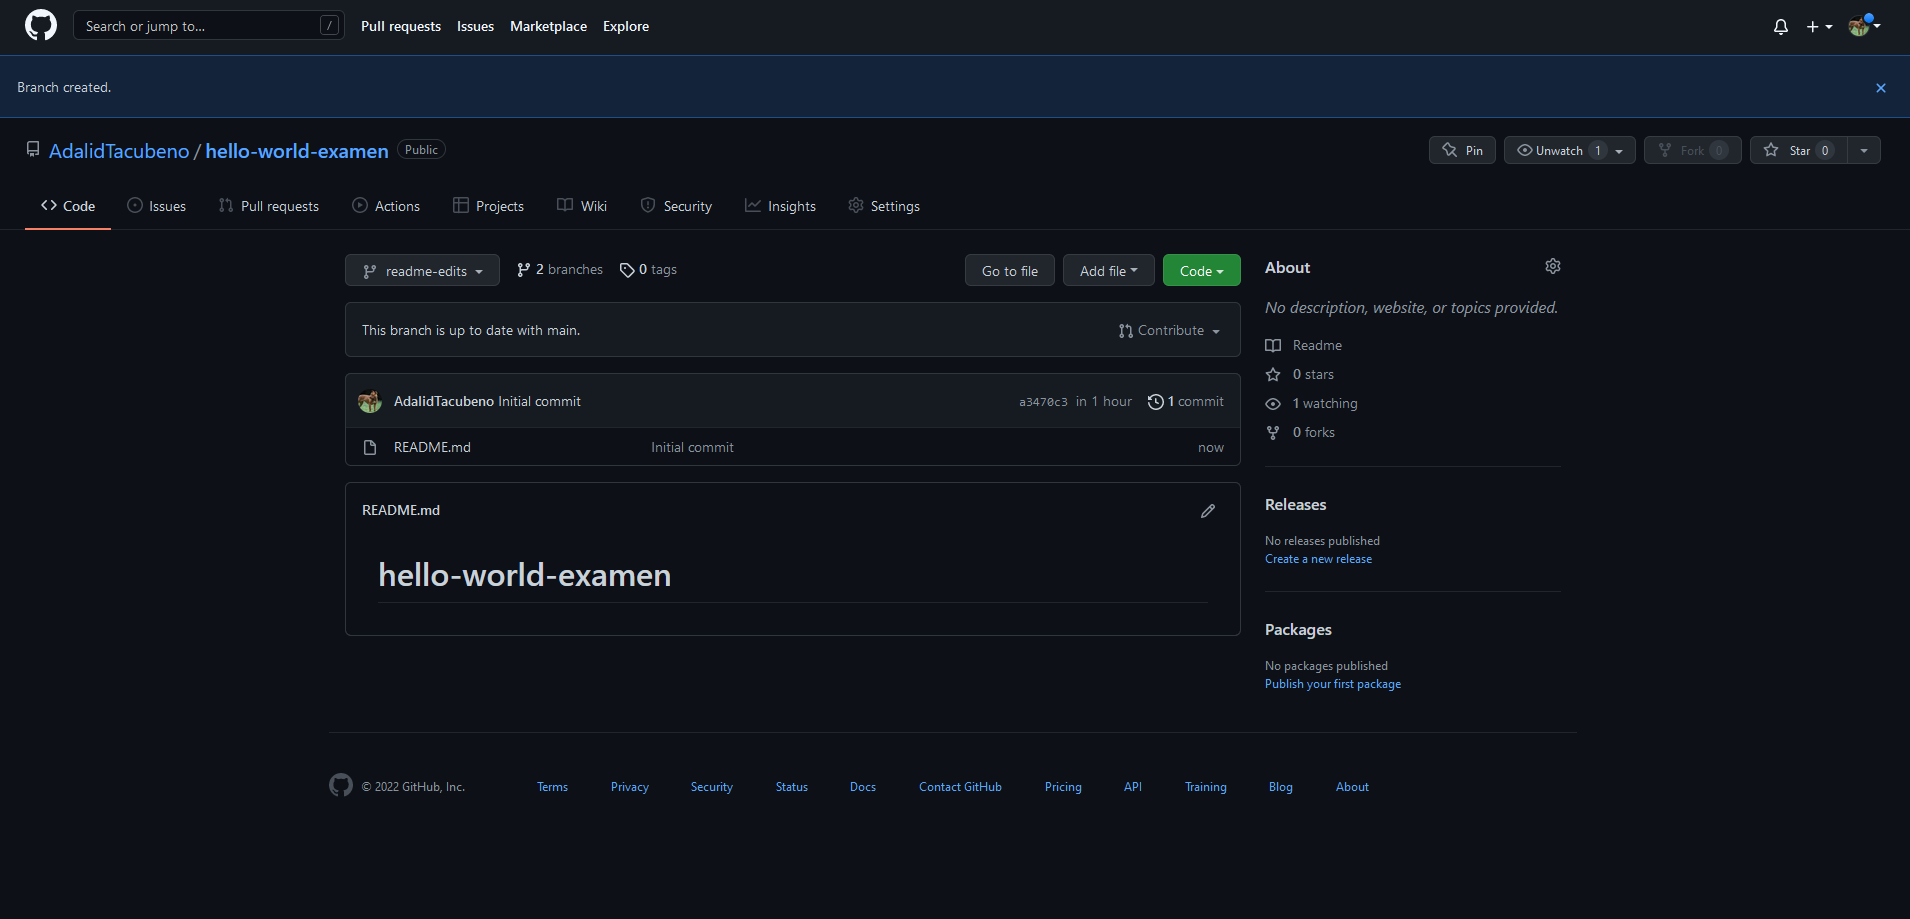 Search or jump to... / Pull requests Issues Marketplace Explore
Branch created.
AdalidTacubeno / hello-world-examen Public
Pin Unwatch 1 Fork 0 Star 0
Code Issues Pull requests Actions Projects Wiki Security Insights Settings
readme-edits 2 branches 0 tags Go to file Add file Code
This branch is up to date with main. Contribute
AdalidTacubeno Initial commit a3470c3 in 1 hour 1 commit
README.md Initial commit now
README.md
hello-world-examen
About
No description, website, or topics provided.
Readme
0 stars
1 watching
0 forks
Releases
No releases published
Create a new release
Packages
No packages published
Publish your first package
© 2022 GitHub, Inc. Terms Privacy Security Status Docs Contact GitHub Pricing API Training Blog About